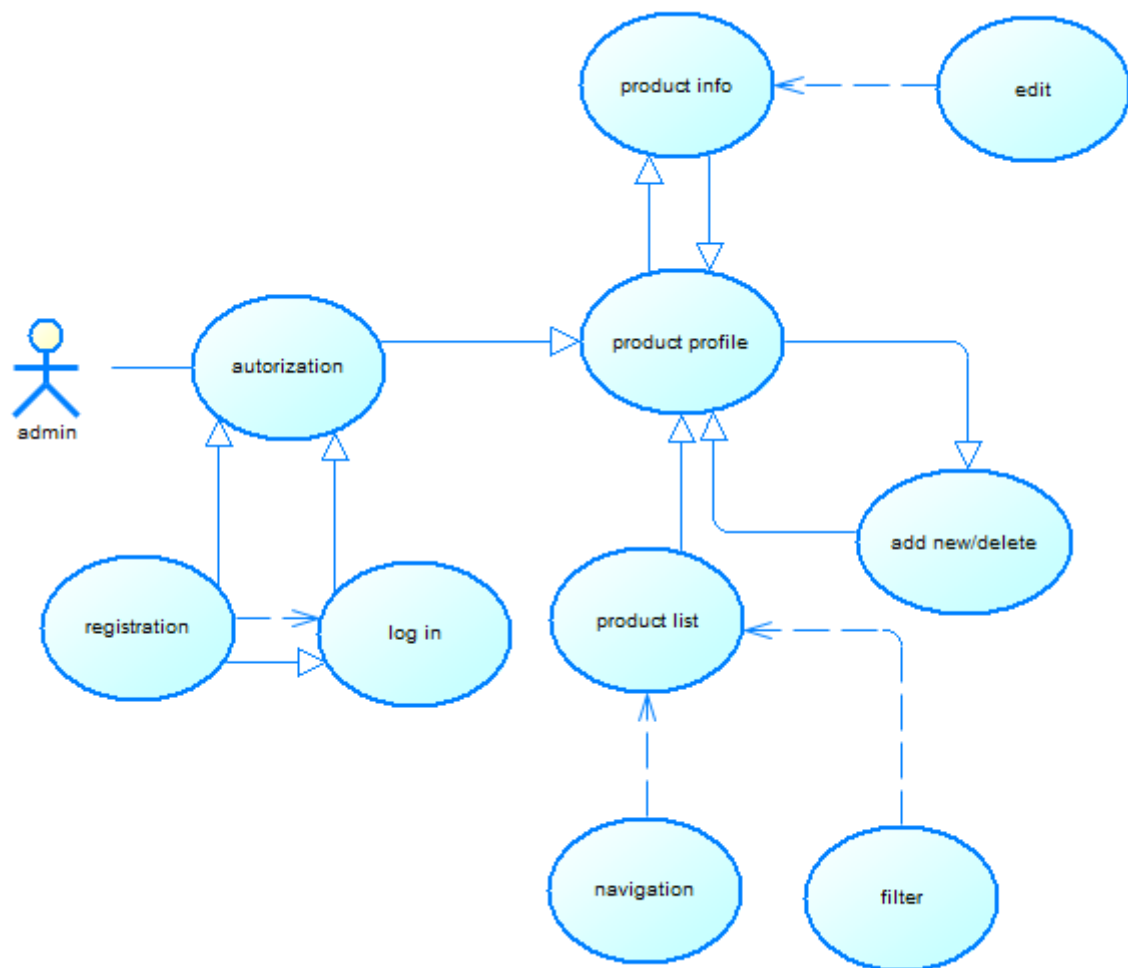 product info
edit
product profile
autorization
admin
add new/delete
registration
log in
product list
navigation
filter